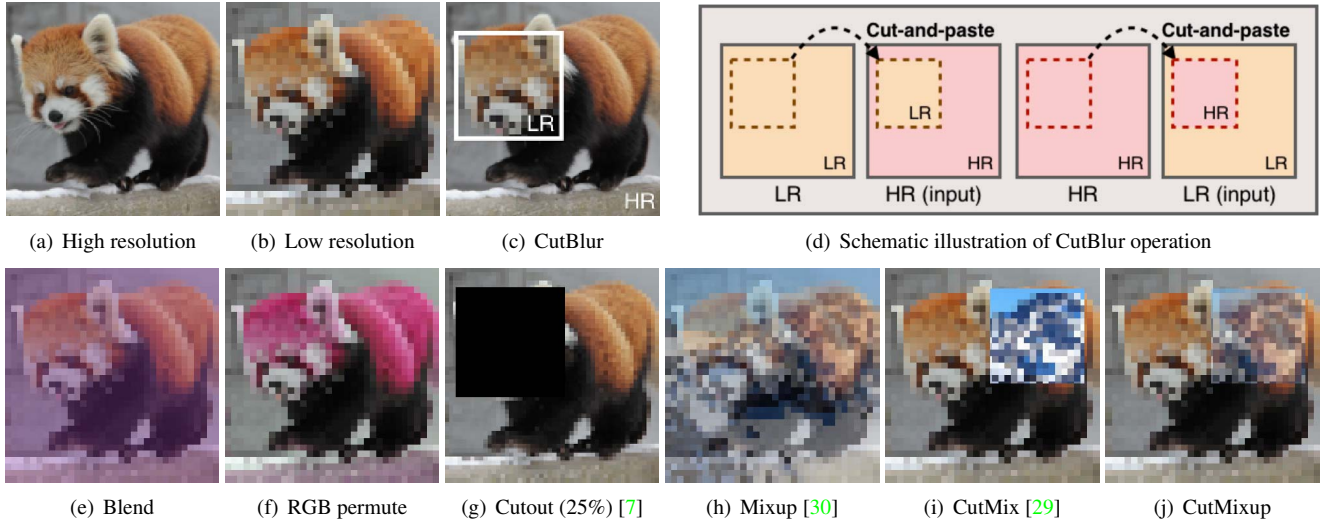 LR
HR
Cut-and-paste
Cut-and-paste
LR
HR
LR
HR
HR
LR
LR
HR (input)
HR
LR (input)
(a) High resolution
(b) Low resolution
(c) CutBlur
(d) Schematic illustration of CutBlur operation
(e) Blend
(f) RGB permute
(g) Cutout (25%) [7]
(h) Mixup [30]
(i) CutMix [29]
(j) CutMixup